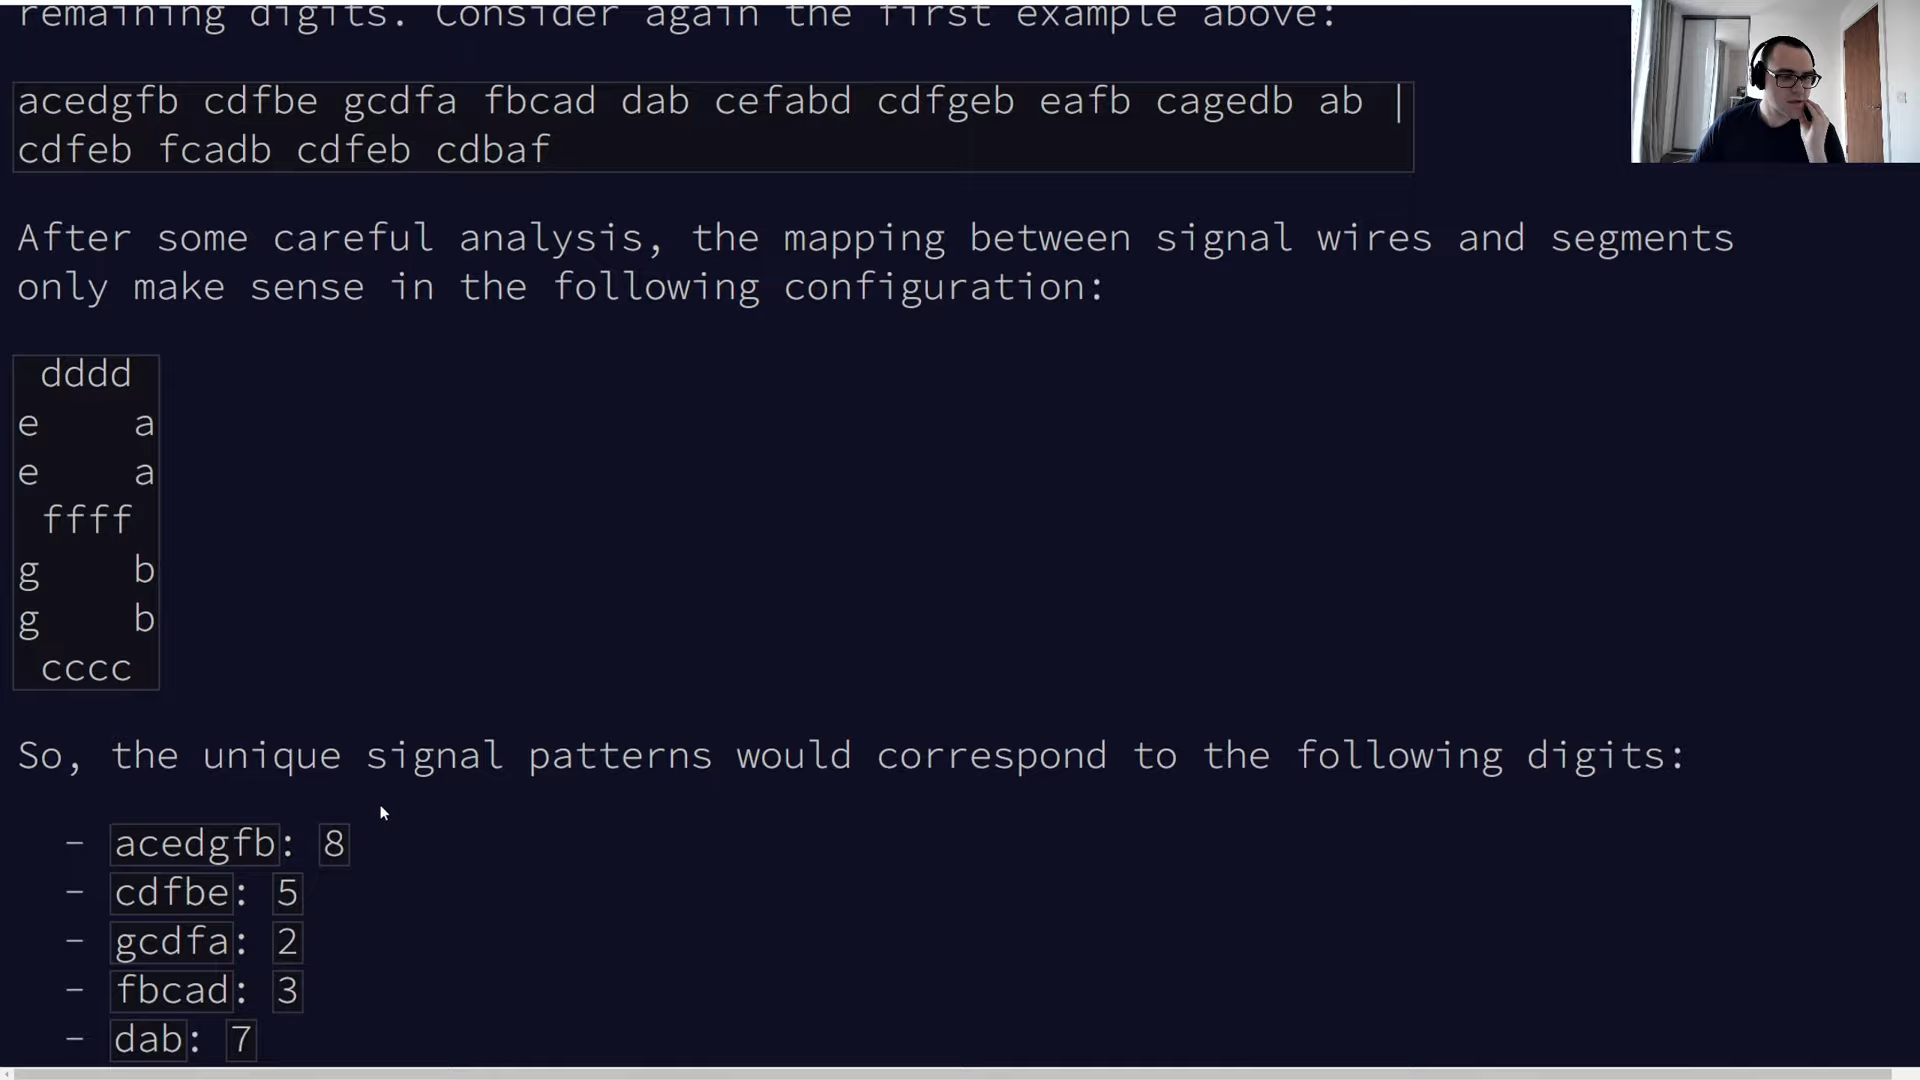 remaining digits. Consider again the first example above:
acedgfb cdfbe gcdfa fbcad dab cefabd cdfgeb eafb cagedb ab |
cdfeb fcadb cdfeb cdbaf
After some careful analysis, the mapping between signal wires and segments
only make sense in the following configuration:
dddd
e    a
e    a
ffff
g    b
g    b
cccc
So, the unique signal patterns would correspond to the following digits:
- acedgfb: 8
- cdfbe: 5
- gcdfa: 2
- fbcad: 3
- dab: 7